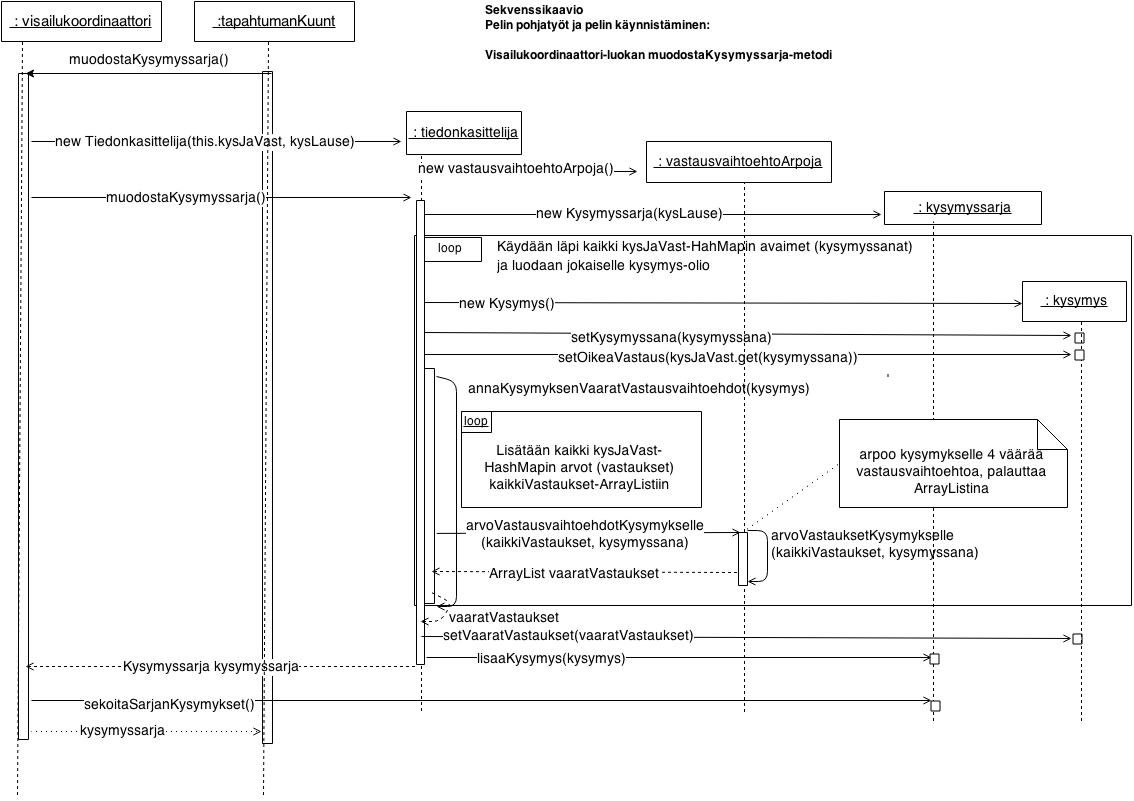 : visailukoordinaattori
:tapahtumanKuunt
Sekvenssikaavio
Pelin pohjatyöt ja pelin käynnistäminen:
Visailukoordinaattori-luokan muodostaKysymyssarja-metodi
muodostaKysymyssarja()
new Tiedonkasittelija(this.kysJaVast, kysLause)
: tiedonkasittelija
new vastausvaihtoehtoArpoja()
: vastausvaihtoehtoArpoja
muodostaKysymyssarja()
new Kysymyssarja(kysLause)
: kysymyssarja
loop
Käydään läpi kaikki kysJaVast-HahMapin avaimet (kysymyssanat)
ja luodaan jokaiselle kysymys-olio
new Kysymys()
: kysymys
setKysymyssana(kysymyssana)
setOikeaVastaus(kysJaVast.get(kysymyssana))
annaKysymyksenVaaratVastausvaihtoehdot(kysymys)
loop
Lisätään kaikki kysJaVast-
HashMapin arvot (vastaukset)
kaikkiVastaukset-ArrayListiin
arpoo kysymykselle 4 väärää
vastausvaihtoehtoa, palauttaa
ArrayListina
arvoVastausvaihtoehdotKysymykselle
(kaikkiVastaukset, kysymyssana)
arvoVastauksetKysymykselle
(kaikkiVastaukset, kysymyssana)
ArrayList vaaratVastaukset
vaaratVastaukset
setVaaratVastaukset(vaaratVastaukset)
lisaaKysymys(kysymys)
Kysymyssarja kysymyssarja
sekoitaSarjanKysymykset()
kysymyssarja